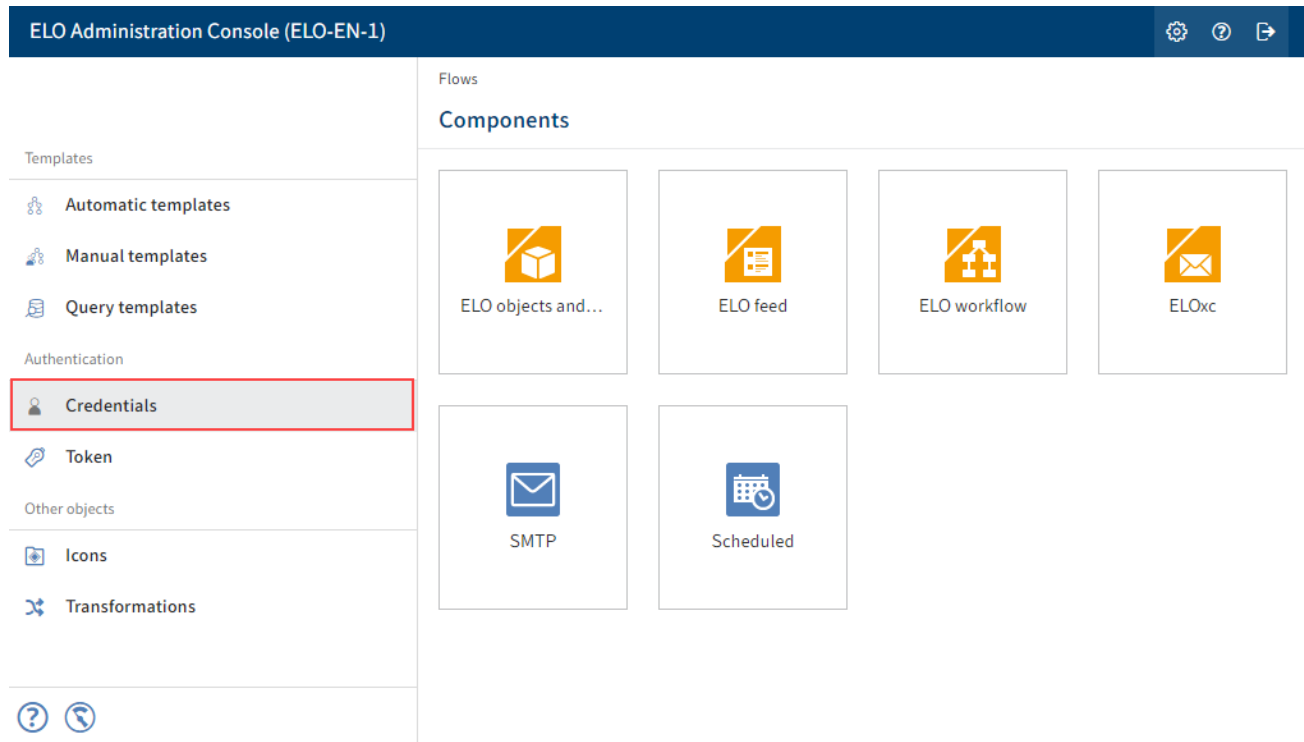 ELO Administration Console (ELO-EN-1)
Templates
Automatic templates
Manual templates
Query templates
Authentication
Credentials
Token
Other objects
Icons
Transformations
Flows
Components
ELO objects and...
ELO feed
ELO workflow
ELOxc
SMTP
Scheduled